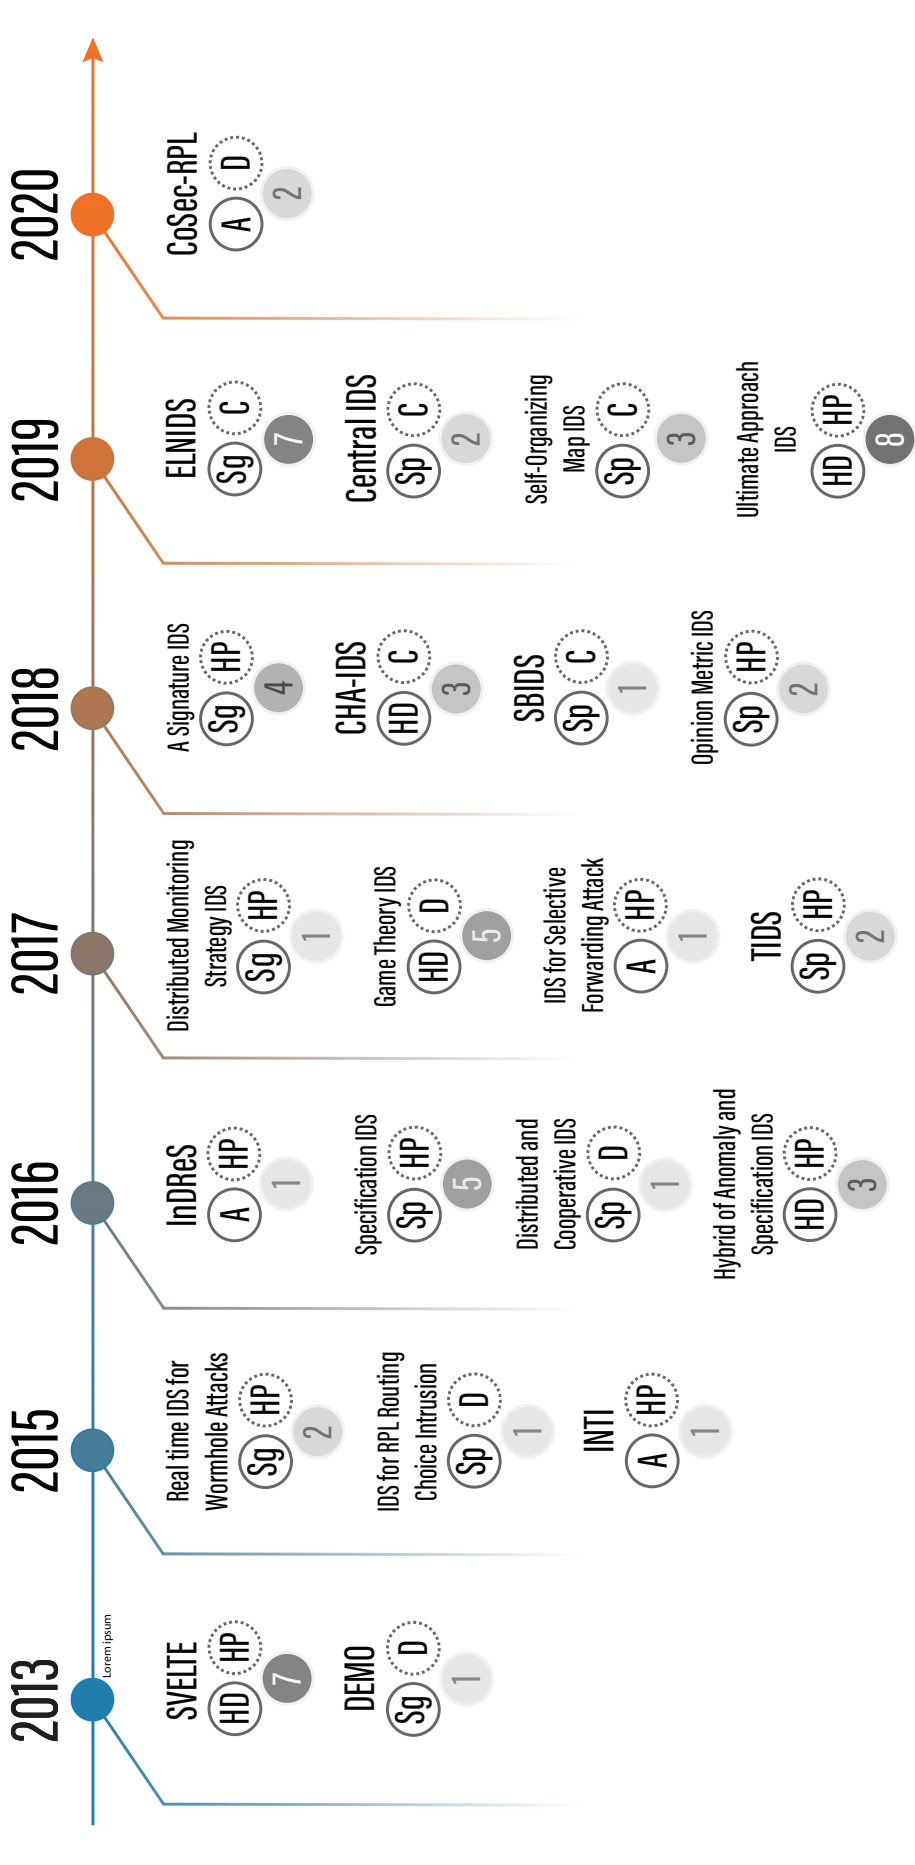 2013
Lorem ipsum
SVELTE
HD
HP
7
DEMO
Sg
D
1
2015
Real time IDS for
Wormhole Attacks
Sg
HP
2
IDS for RPL Routing
Choice Intrusion
Sp
D
1
INTI
A
HP
1
2016
InDReS
A
HP
1
Specification IDS
Sp
HP
5
Distributed and
Cooperative IDS
Sp
D
1
Hybrid of Anomaly and
Specification IDS
HD
HP
3
2017
Distributed Monitoring
Strategy IDS
Sg
HP
1
Game Theory IDS
HD
D
5
IDS for Selective
Forwarding Attack
A
HP
1
TIDS
Sp
HP
2
2018
A Signature IDS
Sg
HP
4
CHA-IDS
HD
C
3
SBIDS
Sp
C
1
Opinion Metric IDS
Sp
HP
2
2019
ELNIDS
Sg
C
7
Central IDS
Sp
C
2
Self-Organizing
Map IDS
Sp
C
3
Ultimate Approach
IDS
HD
HP
8
2020
CoSec-RPL
A
D
2